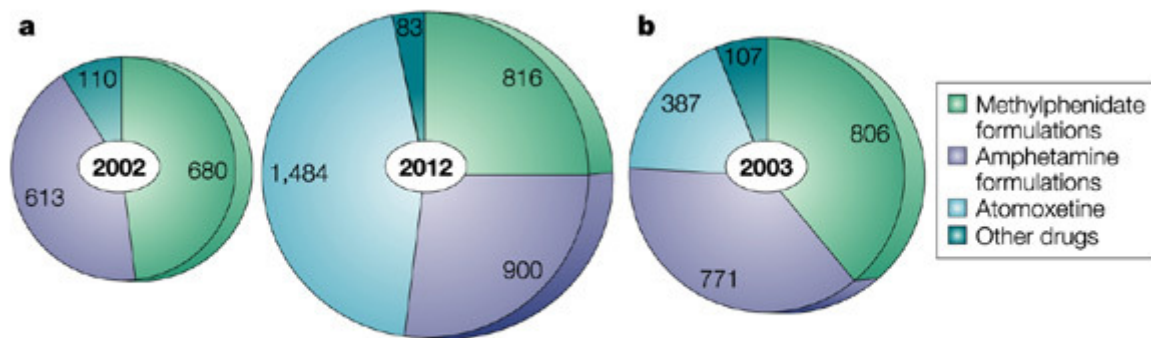 a
110
680
613
2002
83
816
1,484
900
2012
b
107
387
806
771
2003
Methylphenidate
formulations
Amphetamine
formulations
Atomoxetine
Other drugs